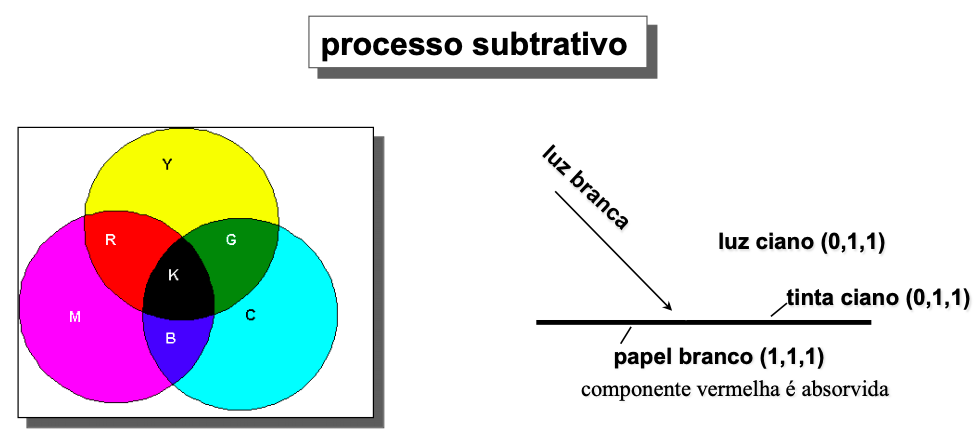 processo subtrativo
Y
R
G
K
M
C
B
luz branca
luz ciano (0,1,1)
tinta ciano (0,1,1)
papel branco (1,1,1)
componente vermelha é absorvida